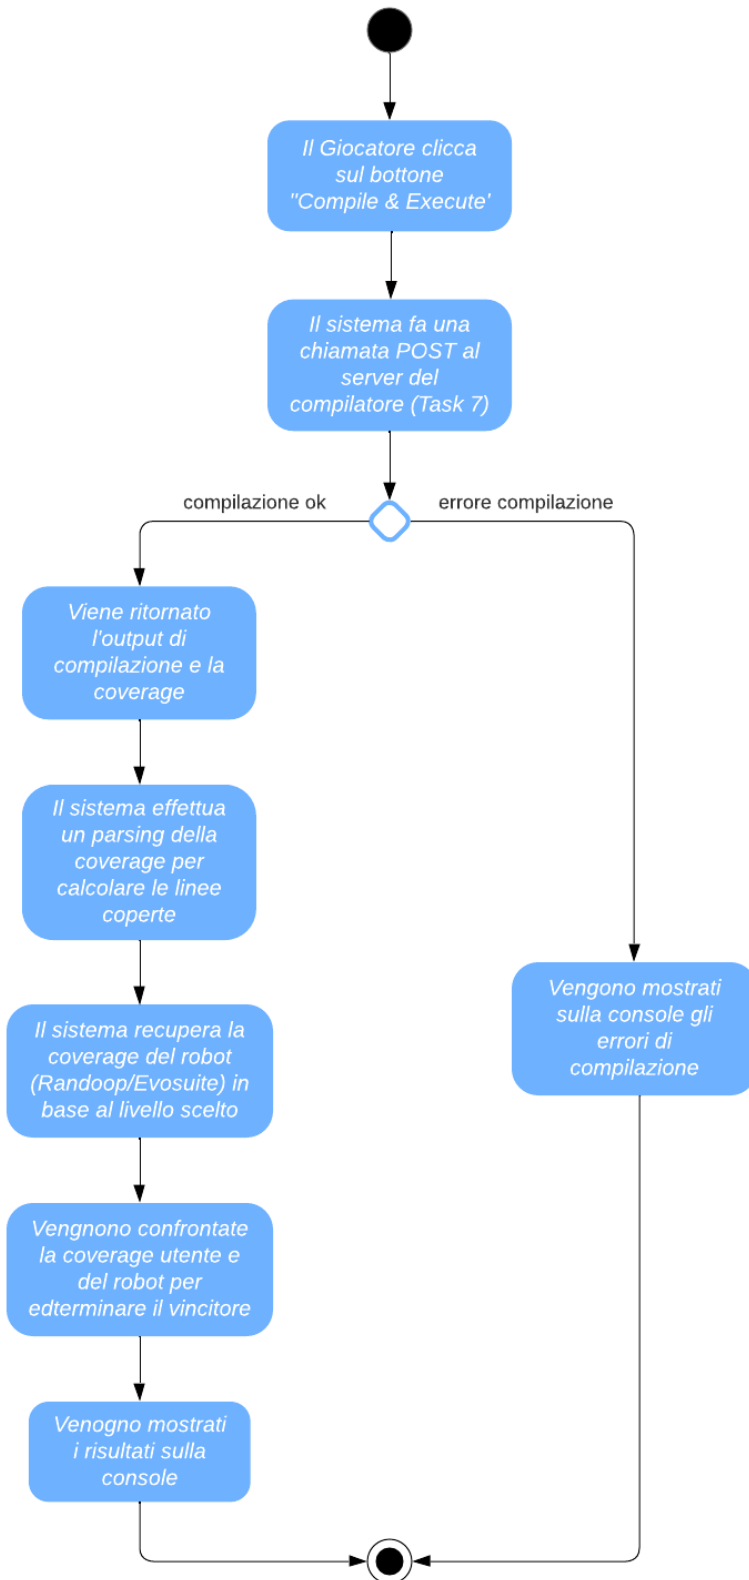 Il Giocatore clicca
sul bottone
"Compile & Execute'
Il sistema fa una
chiamata POST al
server del
compilatore (Task 7)
compilazione ok
errore compilazione
Viene ritornato
l'output di
compilazione e la
coverage
Il sistema effettua
un parsing della
coverage per
calcolare le linee
coperte
Il sistema recupera la
coverage del robot
(Randoop/Evosuite) in
base al livello scelto
Vengono mostrati
sulla console gli
errori di
compilazione
Vengnono confrontate
la coverage utente e
del robot per
edterminare il vincitore
Venogno mostrati
i risultati sulla
console